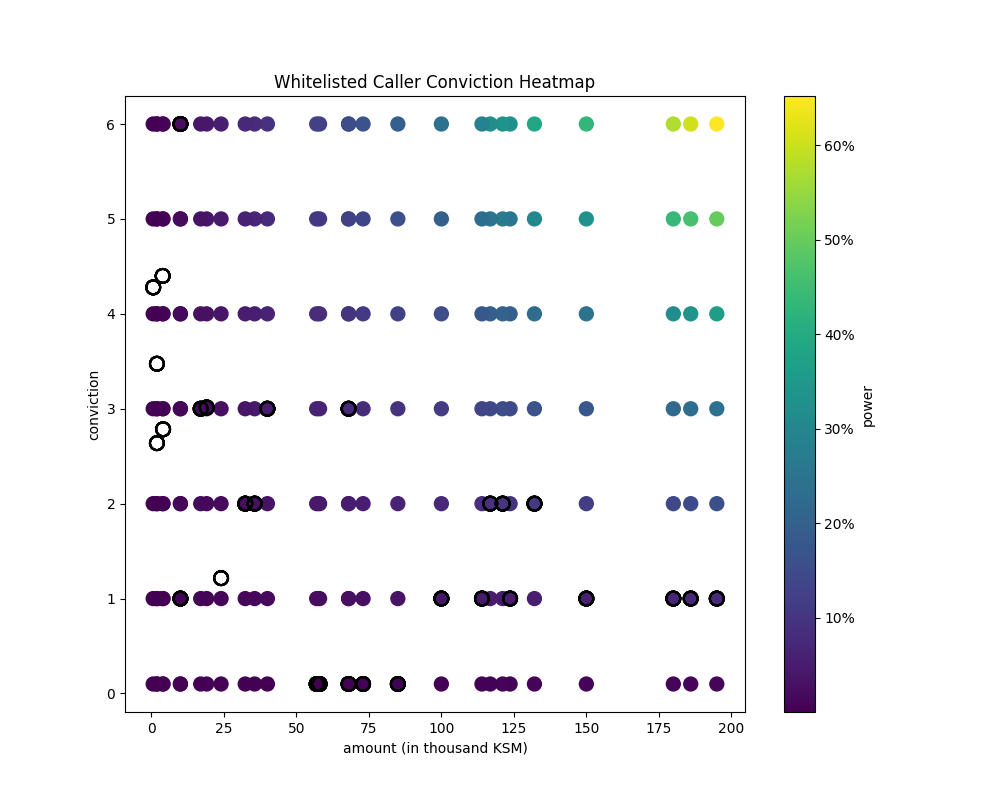 Whitelisted Caller Conviction Heatmap
6
5
4
3
2
1
0
conviction
0 25 50 75 100 125 150 175 200
amount (in thousand KSM)
60%
50%
40%
30%
20%
10%
power